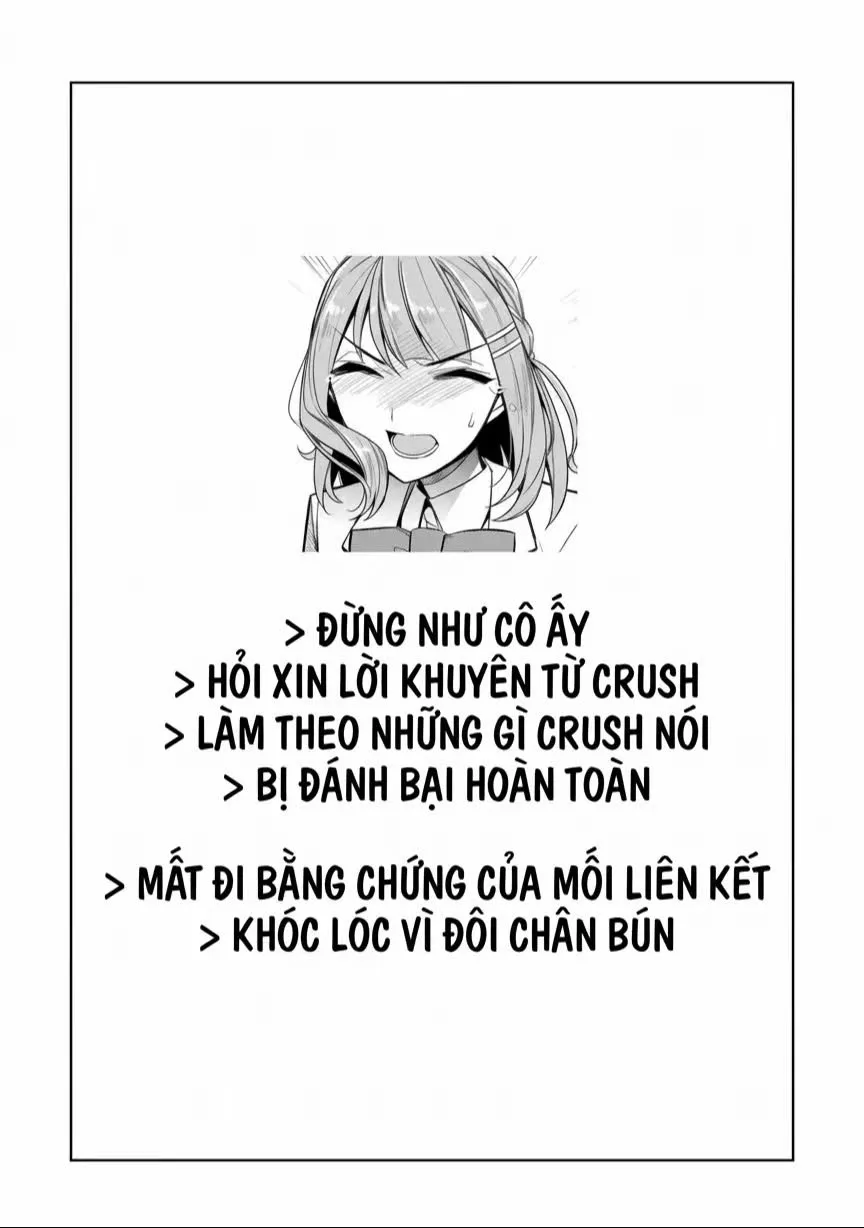 > ĐỪNG NHƯ CÔ ẤY
> HỎI XIN LỜI KHUYÊN TỪ CRUSH
> LÀM THEO NHỮNG GÌ CRUSH NÓI
> BỊ ĐÁNH BẠI HOÀN TOÀN
> MẤT ĐI BẰNG CHỨNG CỦA MỐI LIÊN KẾT
> KHÓC LÓC VÌ ĐÔI CHÂN BÚN